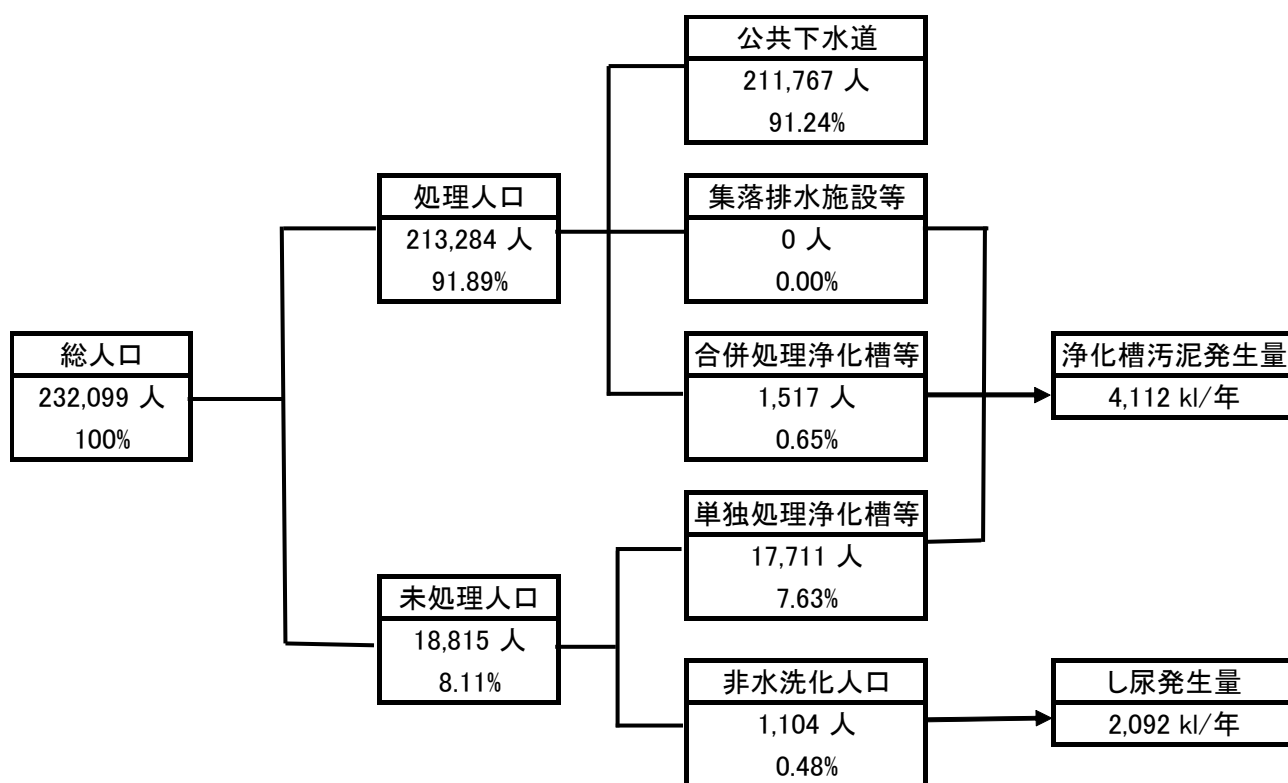 公共下水道
211,767 人
91.24%
処理人口
213,284 人
91.89%
集落排水施設等
0 人
0.00%
総人口
232,099 人
100%
合併処理浄化槽等
1,517 人
0.65%
浄化槽汚泥発生量
4,112 kl/年
単独処理浄化槽等
17,711 人
7.63%
未処理人口
18,815 人
8.11%
非水洗化人口
1,104 人
0.48%
し尿発生量
2,092 kl/年